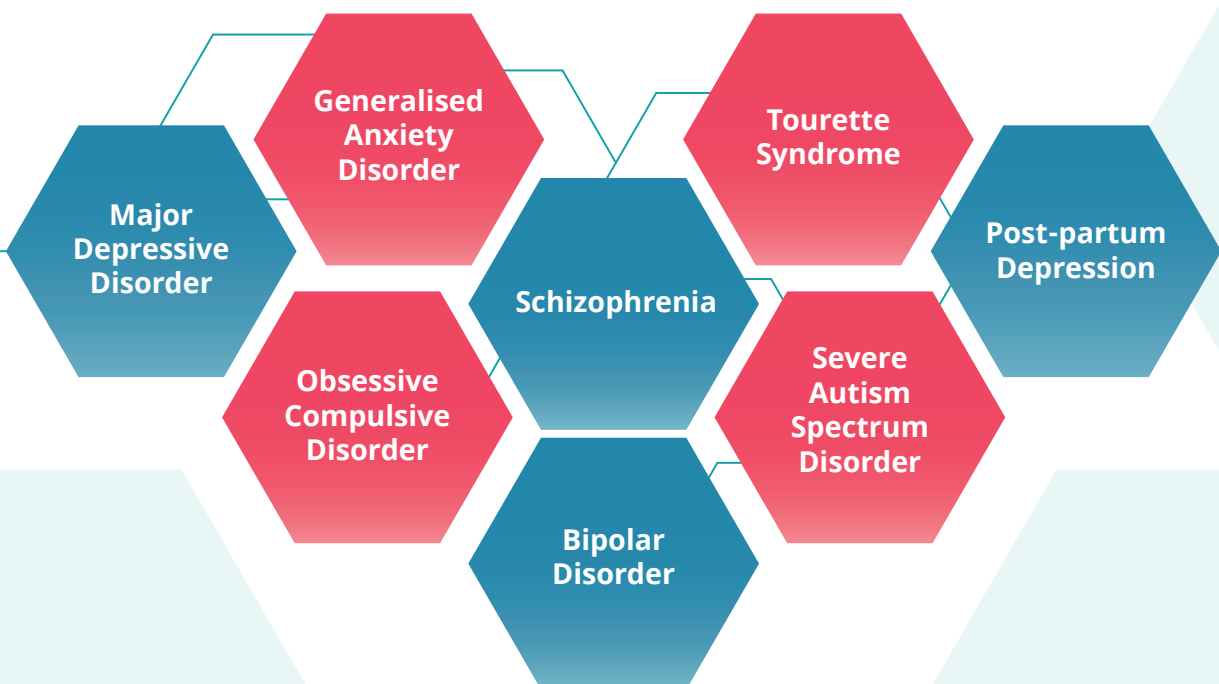 Generalised
Anxiety
Disorder
Tourette
Syndrome
Major
Depressive
Disorder
Post-partum
Depression
Schizophrenia
Obsessive
Compulsive
Disorder
Severe
Autism
Spectrum
Disorder
Bipolar
Disorder